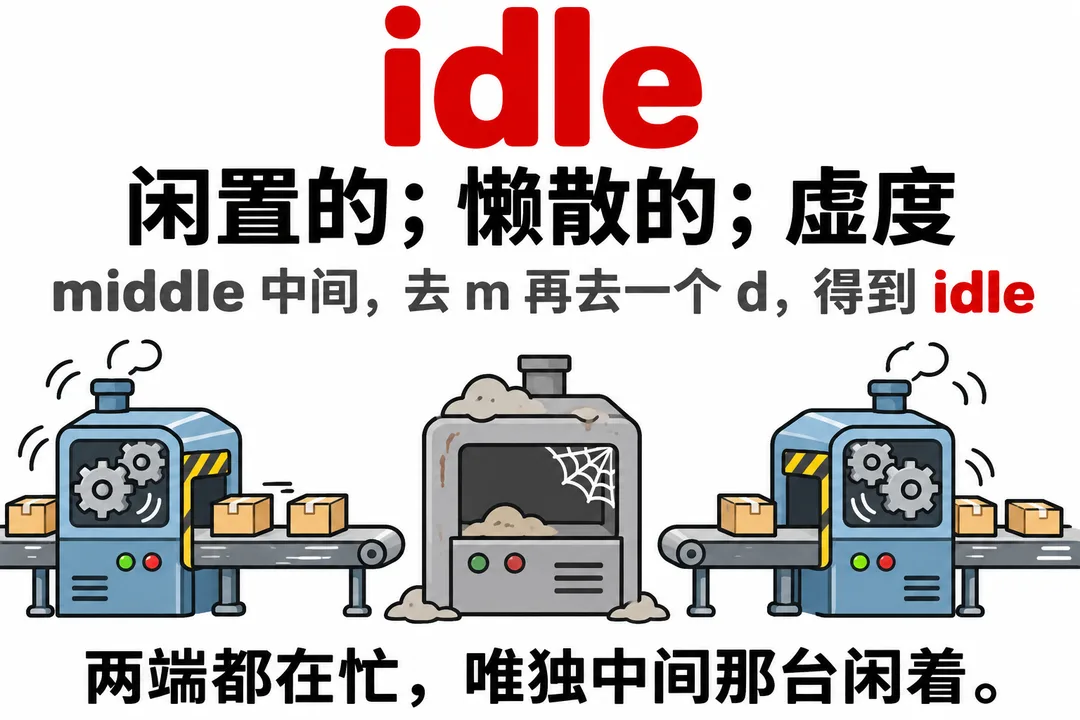 idle
闲置的；懒散的；虚度
middle 中间，去 m 再去一个 d，得到 idle
两端都在忙，唯独中间那台闲着。